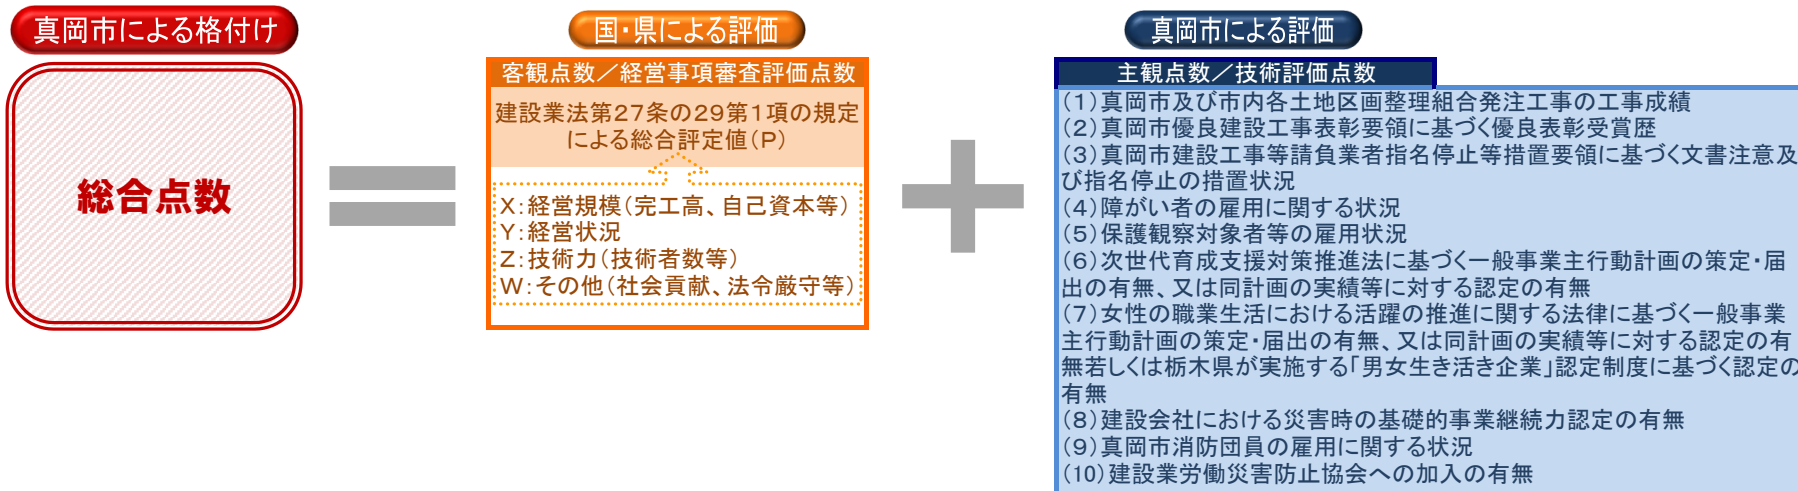 真岡市による格付け
総合点数
国・県による評価
客観点数／経営事項審査評価点数
建設業法第27条の29第1項の規定
による総合評定値(P)
X:経営規模(完工高、自己資本等)
Y:経営状況
Z:技術力(技術者数等)
W:その他(社会貢献、法令厳守等)
真岡市による評価
主観点数／技術評価点数
(1)真岡市及び市内各土地区画整理組合発注工事の工事成績
(2)真岡市優良建設工事表彰要領に基づく優良表彰受賞歴
(3)真岡市建設工事等請負業者指名停止等措置要領に基づく文書注意及
び指名停止の措置状況
(4)障がい者の雇用に関する状況
(5)保護観察対象者等の雇用状況
(6)次世代育成支援対策推進法に基づく一般事業主行動計画の策定・届
出の有無、又は同計画の実績等に対する認定の有無
(7)女性の職業生活における活躍の推進に関する法律に基づく一般事業
主行動計画の策定・届出の有無、又は同計画の実績等に対する認定の有
無若しくは栃木県が実施する「男女生き活き企業」認定制度に基づく認定の
有無
(8)建設会社における災害時の基礎的事業継続力認定の有無
(9)真岡市消防団員の雇用に関する状況
(10)建設業労働災害防止協会への加入の有無